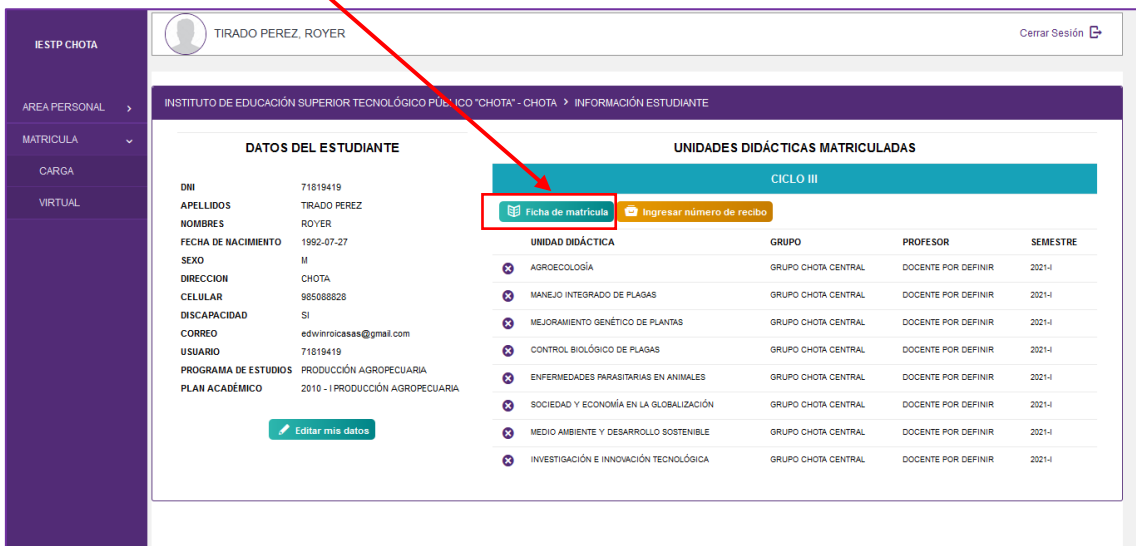 IESTP CHOTA
TIRADO PEREZ, ROYER
Cerrar Sesión
AREA PERSONAL
MATRICULA
CARGA
VIRTUAL
INSTITUTO DE EDUCACIÓN SUPERIOR TECNOLÓGICO PÚBLICO "CHOTA" - CHOTA > INFORMACIÓN ESTUDIANTE
DATOS DEL ESTUDIANTE
DNI 71819419
APELLIDOS TIRADO PEREZ
NOMBRES ROYER
FECHA DE NACIMIENTO 1992-07-27
SEXO M
DIRECCION CHOTA
CELULAR 985088828
DISCAPACIDAD SI
CORREO edwinroicasas@gmail.com
USUARIO 71819419
PROGRAMA DE ESTUDIOS PRODUCCIÓN AGROPECUARIA
PLAN ACADÉMICO 2010 - I PRODUCCIÓN AGROPECUARIA
Editar mis datos
UNIDADES DIDÁCTICAS MATRICULADAS
CICLO III
Ficha de matricula Ingresar número de recibo
UNIDAD DIDÁCTICA GRUPO PROFESOR SEMESTRE
AGROECOLOGÍA GRUPO CHOTA CENTRAL DOCENTE POR DEFINIR 2021-I
MANEJO INTEGRADO DE PLAGAS GRUPO CHOTA CENTRAL DOCENTE POR DEFINIR 2021-I
MEJORAMIENTO GENÉTICO DE PLANTAS GRUPO CHOTA CENTRAL DOCENTE POR DEFINIR 2021-I
CONTROL BIOLÓGICO DE PLAGAS GRUPO CHOTA CENTRAL DOCENTE POR DEFINIR 2021-I
ENFERMEDADES PARASITARIAS EN ANIMALES GRUPO CHOTA CENTRAL DOCENTE POR DEFINIR 2021-I
SOCIEDAD Y ECONOMÍA EN LA GLOBALIZACIÓN GRUPO CHOTA CENTRAL DOCENTE POR DEFINIR 2021-I
MEDIO AMBIENTE Y DESARROLLO SOSTENIBLE GRUPO CHOTA CENTRAL DOCENTE POR DEFINIR 2021-I
INVESTIGACIÓN E INNOVACIÓN TECNOLÓGICA GRUPO CHOTA CENTRAL DOCENTE POR DEFINIR 2021-I